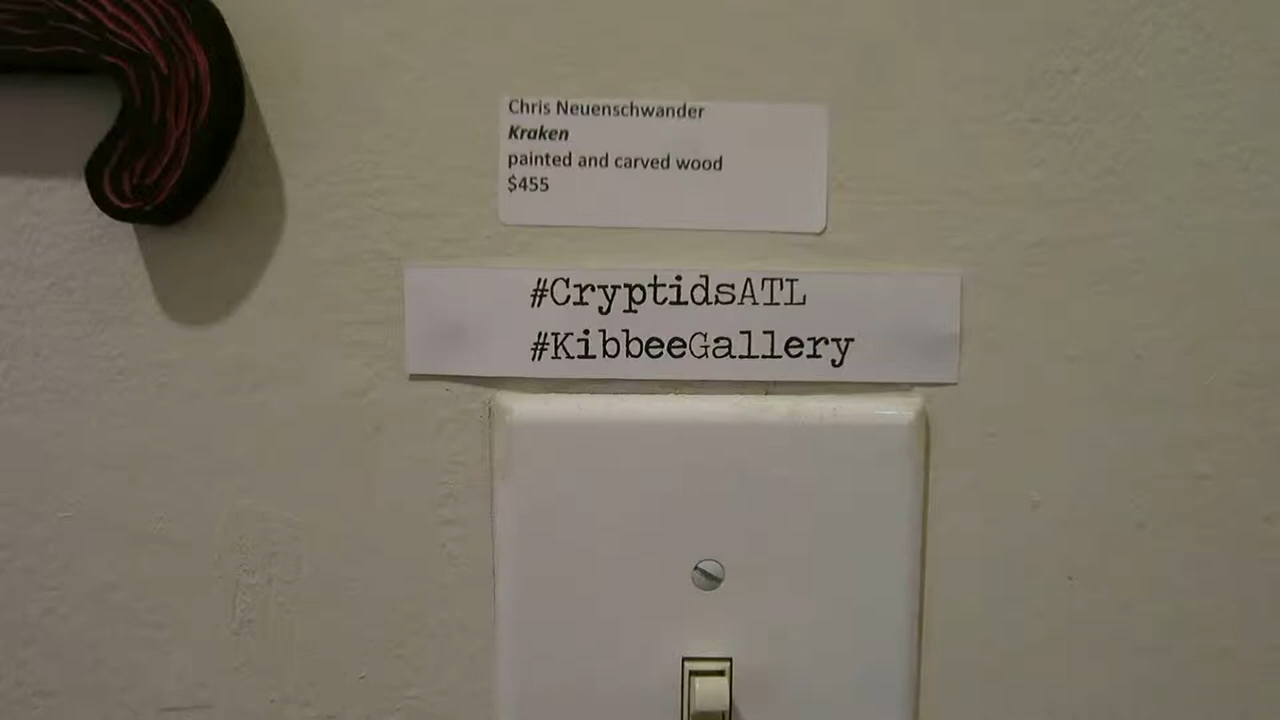 Chris Neuenschwander
Kraken
painted and carved wood
$455
#CryptidsATL
#KibbeeGallery